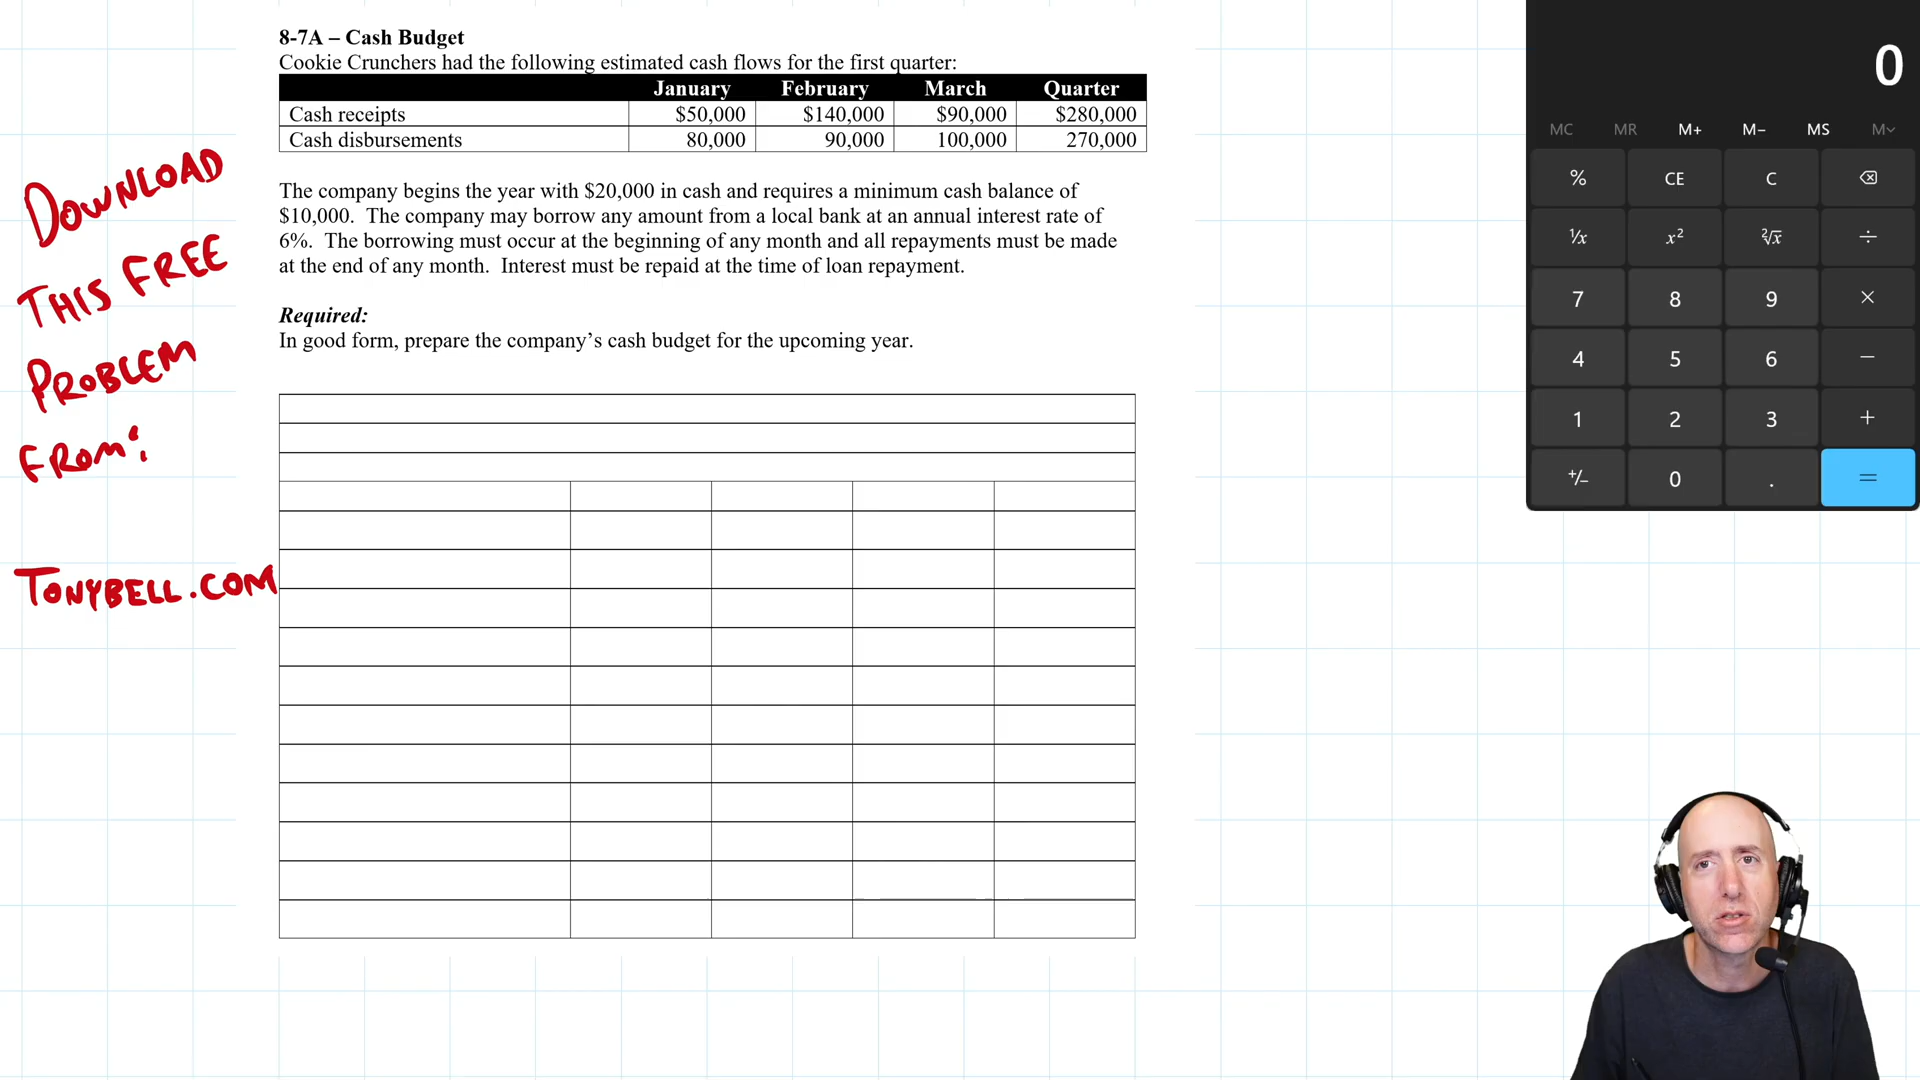 8-7A – Cash Budget
Cookie Crunchers had the following estimated cash flows for the first quarter:
January February March Quarter
Cash receipts $50,000 $140,000 $90,000 $280,000
Cash disbursements 80,000 90,000 100,000 270,000
The company begins the year with $20,000 in cash and requires a minimum cash balance of
$10,000. The company may borrow any amount from a local bank at an annual interest rate of
6%. The borrowing must occur at the beginning of any month and all repayments must be made
at the end of any month. Interest must be repaid at the time of loan repayment.
Required:
In good form, prepare the company's cash budget for the upcoming year.
DOWNLOAD
THIS FREE
PROBLEM
FROM:
TONYBELL.COM
0
MC MR M+ M− MS M˅
% CE C ⌫
¹/x x² ²√x ÷
7 8 9 ×
4 5 6 −
1 2 3 +
+/− 0 . =